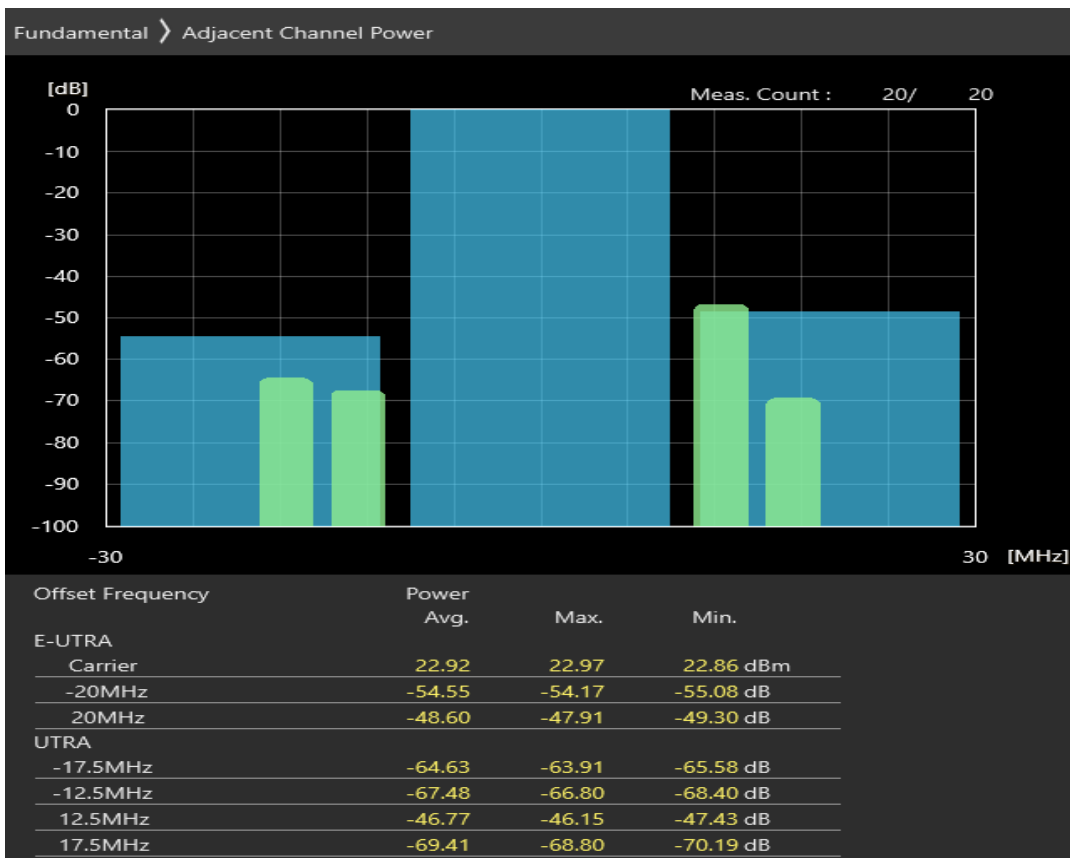 Fundamental 〉 Adjacent Channel Power
[dB]
Meas. Count : 20/ 20
0
-10
-20
-30
-40
-50
-60
-70
-80
-90
-100
-30 30 [MHz]
Offset Frequency Power
Avg. Max. Min.
E-UTRA
Carrier 22.92 22.97 22.86 dBm
-20MHz -54.55 -54.17 -55.08 dB
20MHz -48.60 -47.91 -49.30 dB
UTRA
-17.5MHz -64.63 -63.91 -65.58 dB
-12.5MHz -67.48 -66.80 -68.40 dB
12.5MHz -46.77 -46.15 -47.43 dB
17.5MHz -69.41 -68.80 -70.19 dB